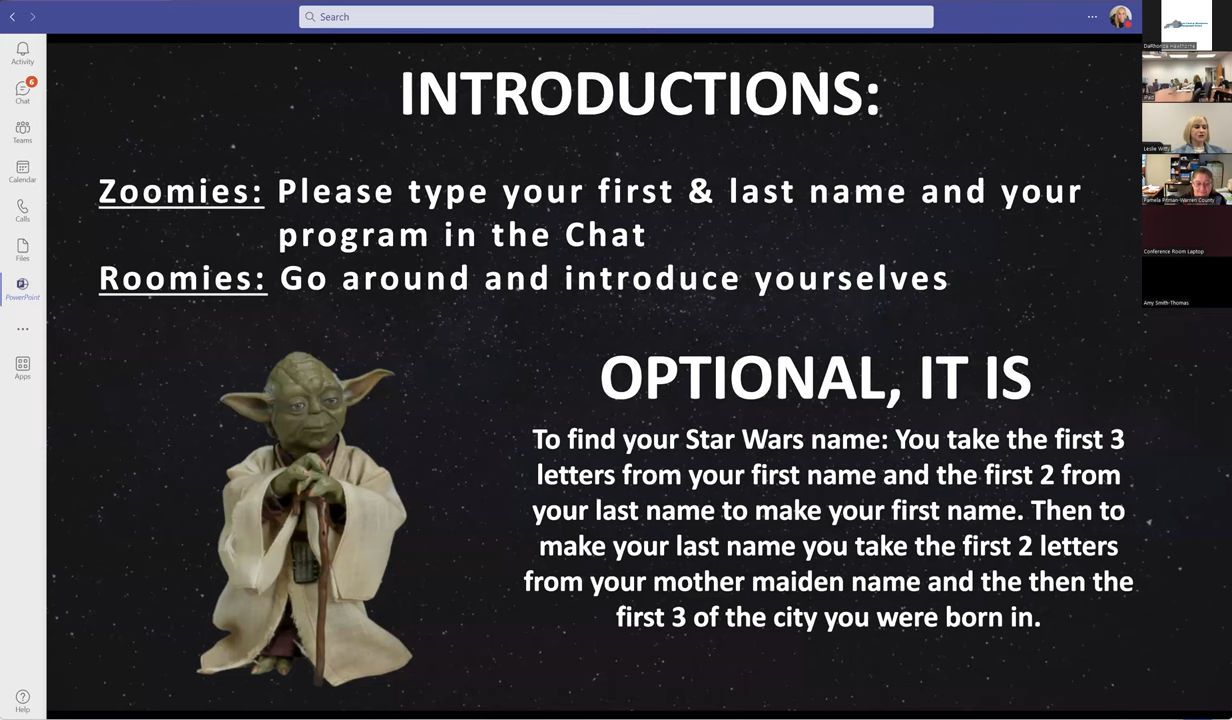 Search
Activity
6
Chat
Teams
Calendar
Calls
Files
PowerPoint
Apps
Help
INTRODUCTIONS:
Zoomies: Please type your first & last name and your
program in the Chat
Roomies: Go around and introduce yourselves
OPTIONAL, IT IS
To find your Star Wars name: You take the first 3
letters from your first name and the first 2 from
your last name to make your first name. Then to
make your last name you take the first 2 letters
from your mother maiden name and the then the
first 3 of the city you were born in.
DaRhonda Hawthorne
iPad
Leslie Witty
Pamela Pitman-Warren County
Conference Room Laptop
Amy Smith-Thomas